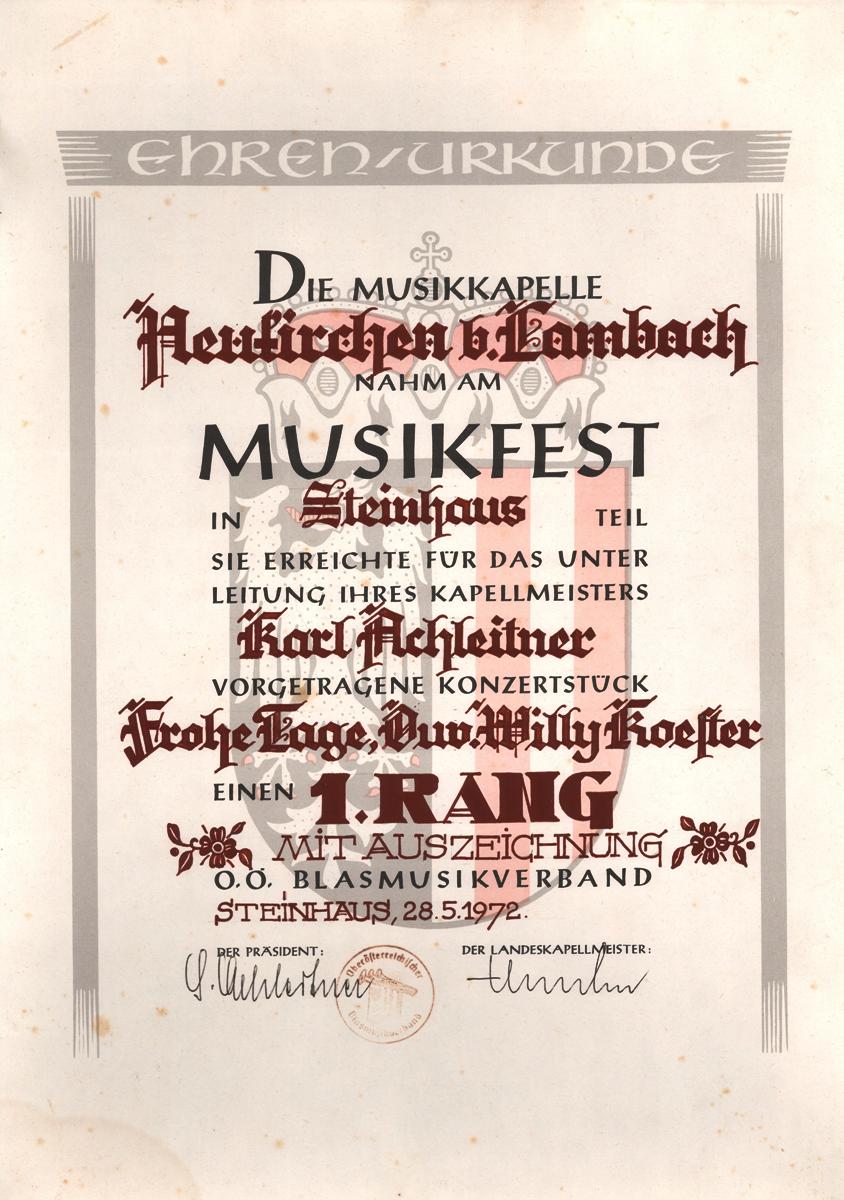 EHREN-URKUNDE
DIE MUSIKKAPELLE
Neukirchen b. Lambach
NAHM AM
MUSIKFEST
IN Steinhaus TEIL
SIE ERREICHTE FÜR DAS UNTER
LEITUNG IHRES KAPELLMEISTERS
Karl Achleitner
VORGETRAGENE KONZERTSTÜCK
Frohe Tage, Ouv. Willy Koester
EINEN 1. RANG
MIT AUSZEICHNUNG
O.Ö. BLASMUSIKVERBAND
STEINHAUS, 28.5.1972.
DER PRÄSIDENT: DER LANDESKAPELLMEISTER:
Oberösterreichischer
Blasmusikverband